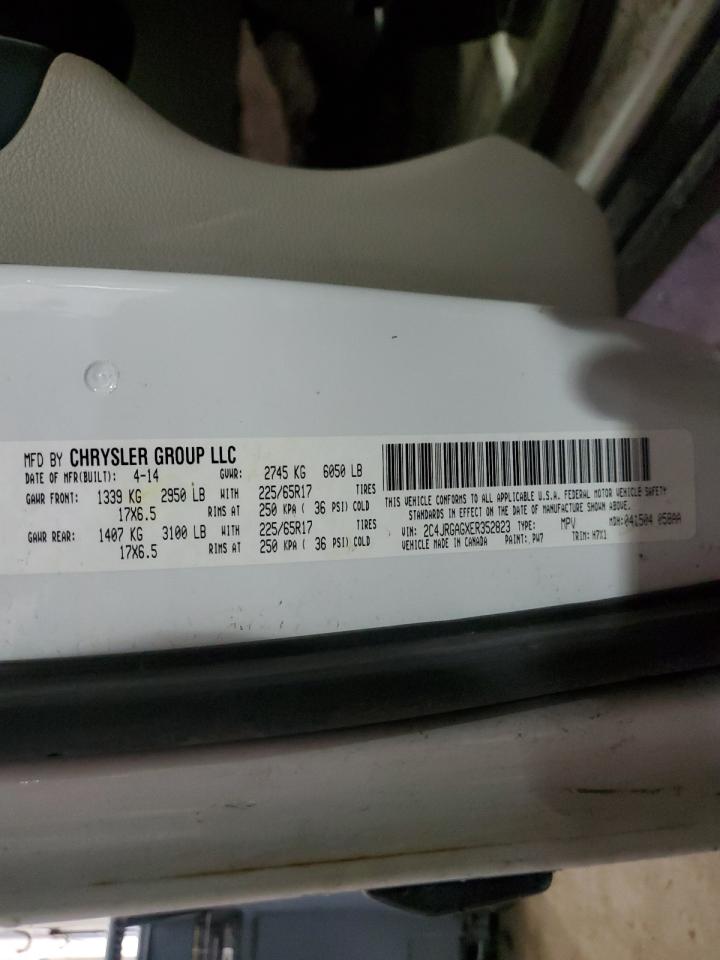 MFD BY CHRYSLER GROUP LLC
DATE OF MFR(BUILT): 4-14 GVWR: 2745 KG 6050 LB
GAWR FRONT: 1339 KG 2950 LB WITH 225/65R17 TIRES
17X6.5 RIMS AT 250 KPA ( 36 PSI) COLD
GAWR REAR: 1407 KG 3100 LB WITH 225/65R17 TIRES
17X6.5 RIMS AT 250 KPA ( 36 PSI) COLD
THIS VEHICLE CONFORMS TO ALL APPLICABLE U.S.A. FEDERAL MOTOR VEHICLE SAFETY
STANDARDS IN EFFECT ON THE DATE OF MANUFACTURE SHOWN ABOVE.
VIN: 2C4JRGAGXER352823 TYPE: MPV MDH: 041504 058AA
VEHICLE MADE IN CANADA PAINT: PW7 TRIM: H7X1